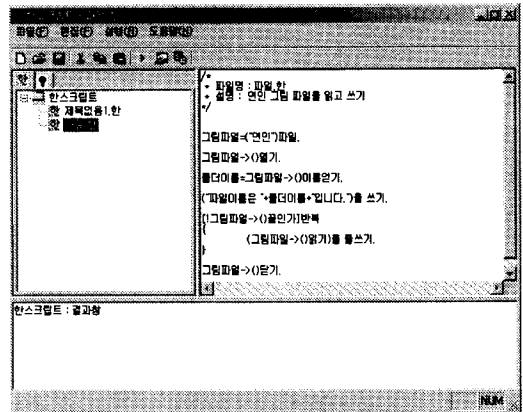 파일(F) 편집(E) 실행(R) 도움말(H)
한
한스크립트
한 제목없음1.한
한
/*
* 파일명 : 파일.한
* 설명 : 연인 그림 파일을 읽고 쓰기
*/
그림파일=("연인")파일.
그림파일->()열기.
폴더이름=그림파일->()이름얻기.
("파일이름은 "+폴더이름+"입니다.")를 쓰기.
[!그림파일->()끝인가]반복
{
(그림파일->()읽기)를 줄쓰기.
}
그림파일->()닫기.
한스크립트 : 결과창
NUM